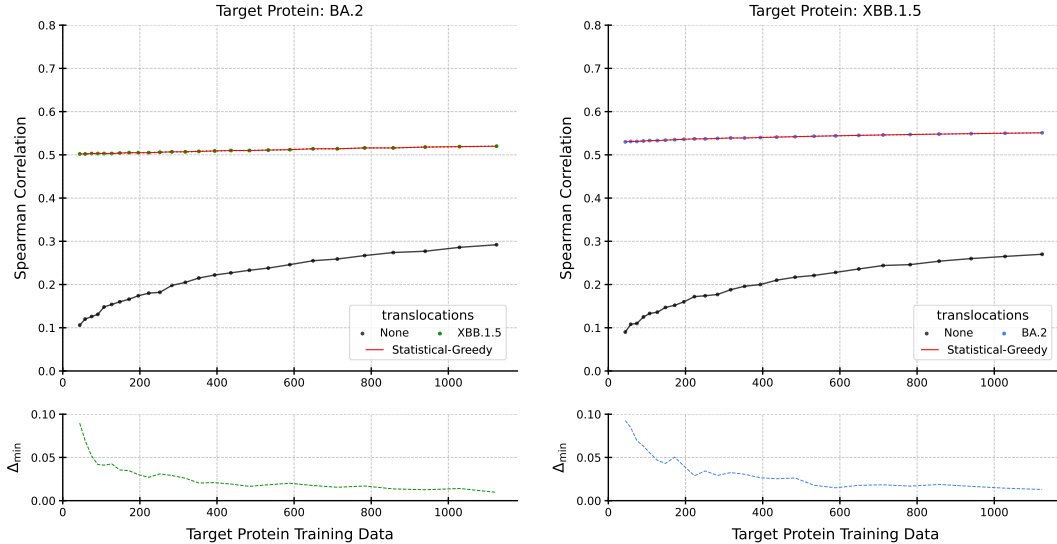 Target Protein: BA.2
0.8
0.7
0.6
0.5
0.4
0.3
0.2
0.1
0.0
Spearman Correlation
0 200 400 600 800 1000
translocations
None XBB.1.5
Statistical-Greedy
0.10
0.05
0.00
Δmin
0 200 400 600 800 1000
Target Protein Training Data
Target Protein: XBB.1.5
0.8
0.7
0.6
0.5
0.4
0.3
0.2
0.1
0.0
Spearman Correlation
0 200 400 600 800 1000
translocations
None BA.2
Statistical-Greedy
0.10
0.05
0.00
Δmin
0 200 400 600 800 1000
Target Protein Training Data